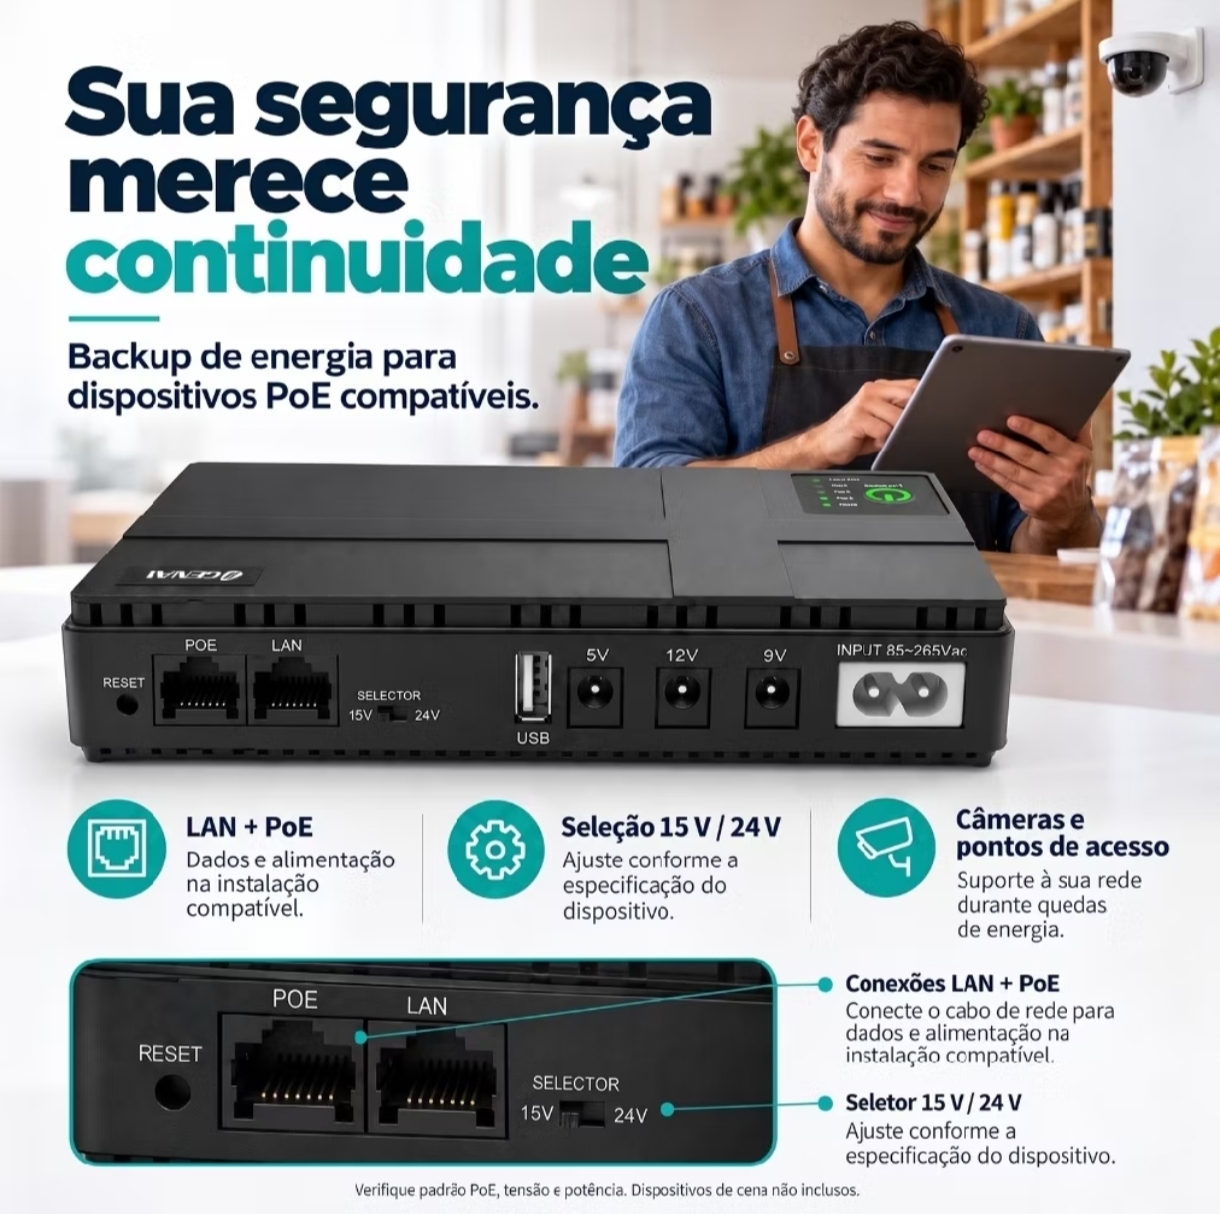 Sua segurança
merece
continuidade
Backup de energia para
dispositivos PoE compatíveis.
POE
LAN
RESET
SELECTOR
15V
24V
USB
5V
12V
9V
INPUT 85~265Vac
LAN + PoE
Dados e alimentação
na instalação
compatível.
Seleção 15 V / 24 V
Ajuste conforme a
especificação do
dispositivo.
Câmeras e
pontos de acesso
Suporte à sua rede
durante quedas
de energia.
POE
LAN
RESET
SELECTOR
15V
24V
Conexões LAN + PoE
Conecte o cabo de rede para
dados e alimentação na
instalação compatível.
Seletor 15 V / 24 V
Ajuste conforme a
especificação do dispositivo.
Verifique padrão PoE, tensão e potência. Dispositivos de cena não inclusos.